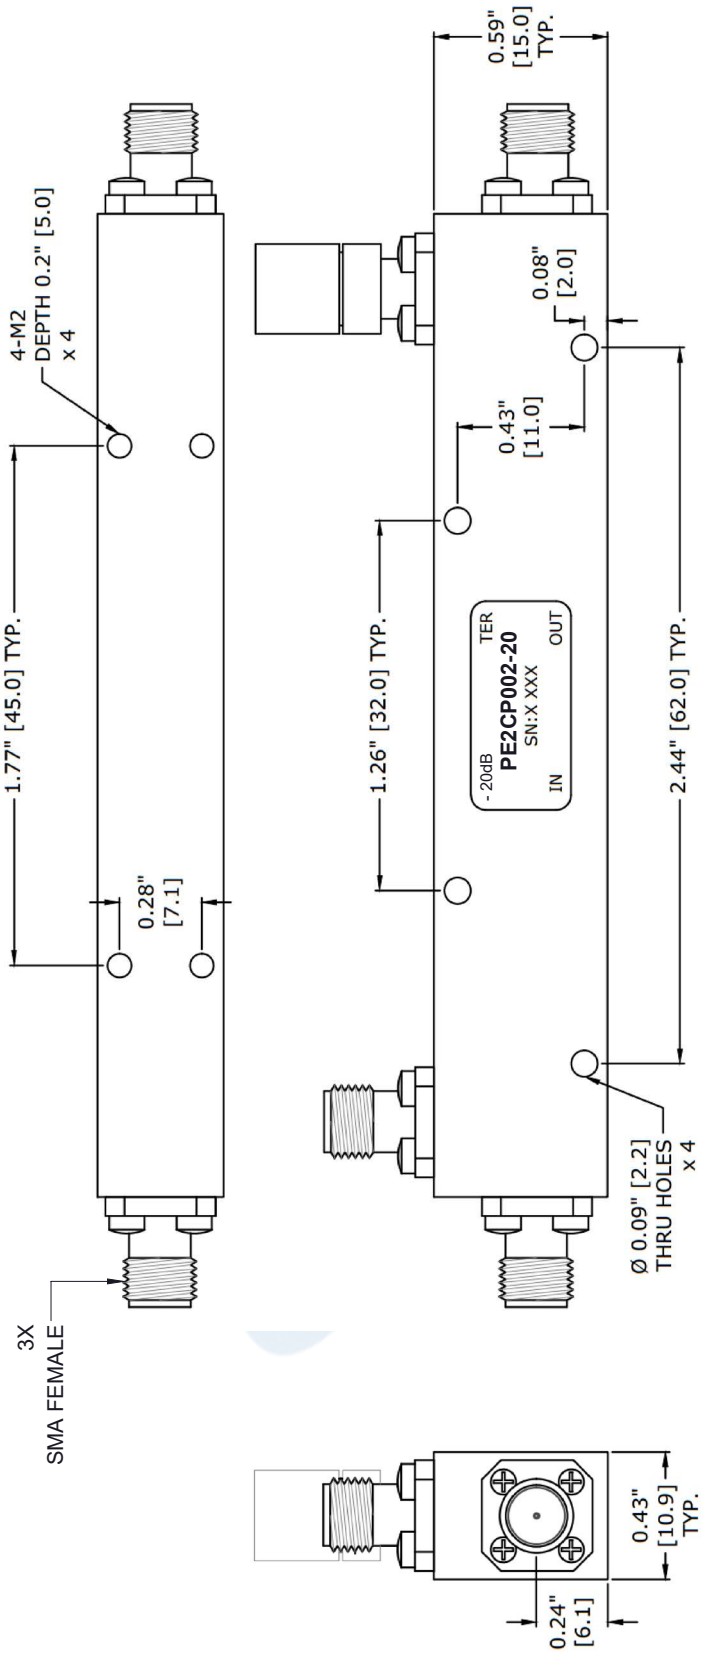 3X
SMA FEMALE
1.77" [45.0] TYP.
4-M2
DEPTH 0.2" [5.0]
x 4
0.28"
[7.1]
0.59"
[15.0]
TYP.
1.26" [32.0] TYP.
0.43"
[11.0]
0.08"
[2.0]
- 20dB TER
PE2CP002-20
SN:X XXX
IN OUT
2.44" [62.0] TYP.
Ø 0.09" [2.2]
THRU HOLES
x 4
0.24"
[6.1]
0.43"
[10.9]
TYP.